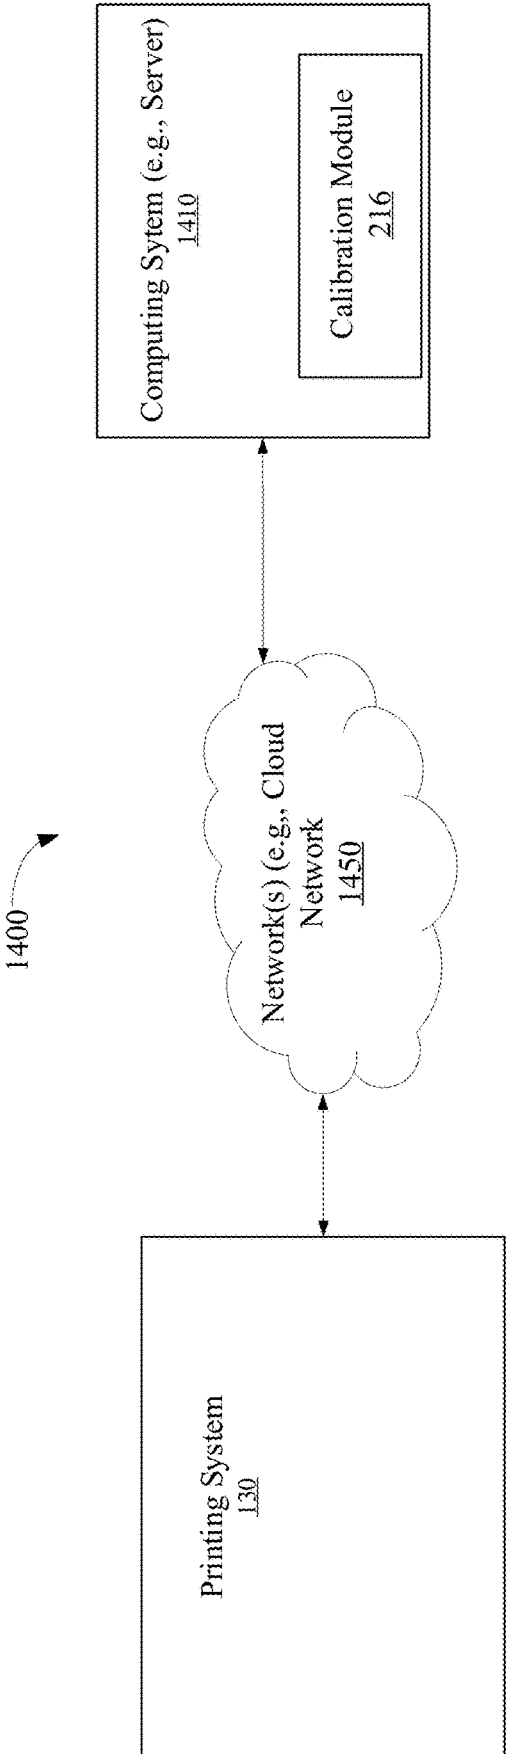 1400
Printing System
130
Network(s) (e.g,, Cloud
Network
1450
Computing Sytem (e.g., Server)
1410
Calibration Module
216